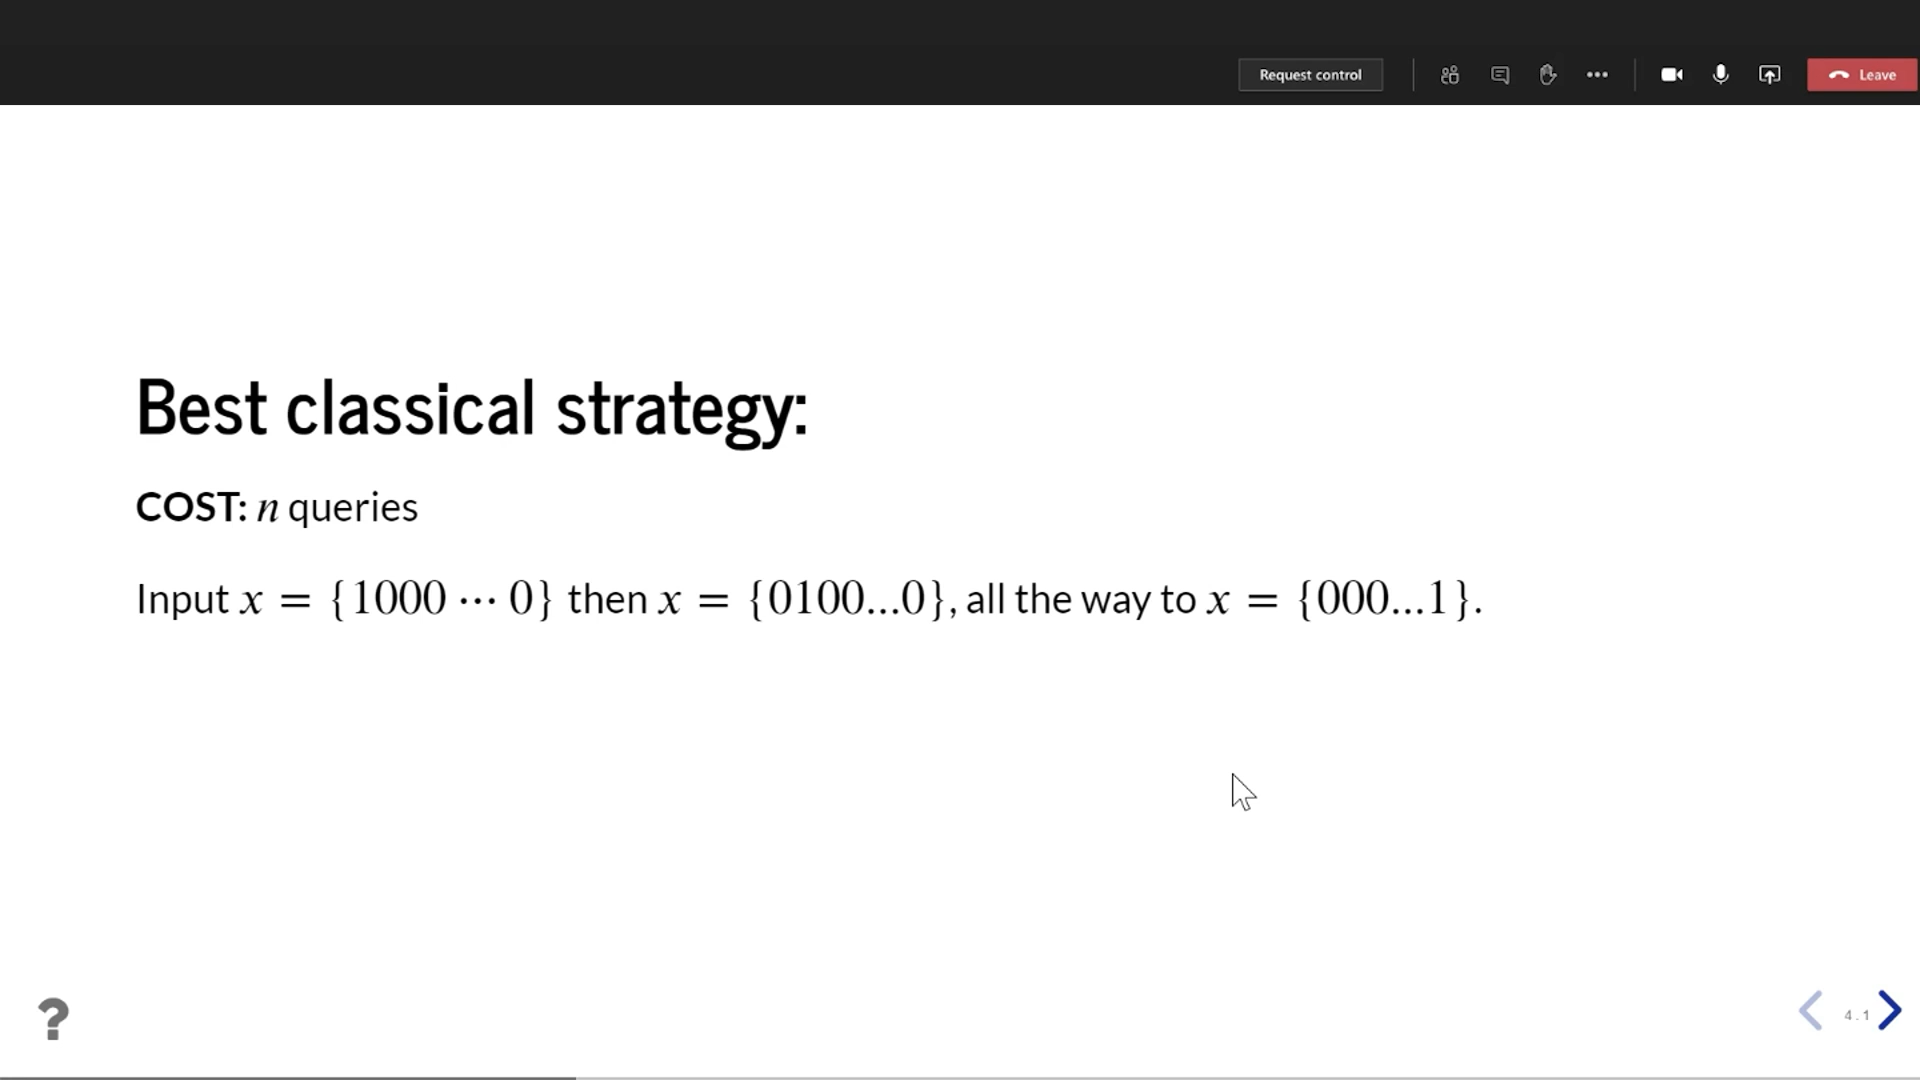 Request control
Leave
Best classical strategy:
COST: n queries
Input x = {1000 ⋯ 0} then x = {0100...0}, all the way to x = {000...1}.
?
4.1